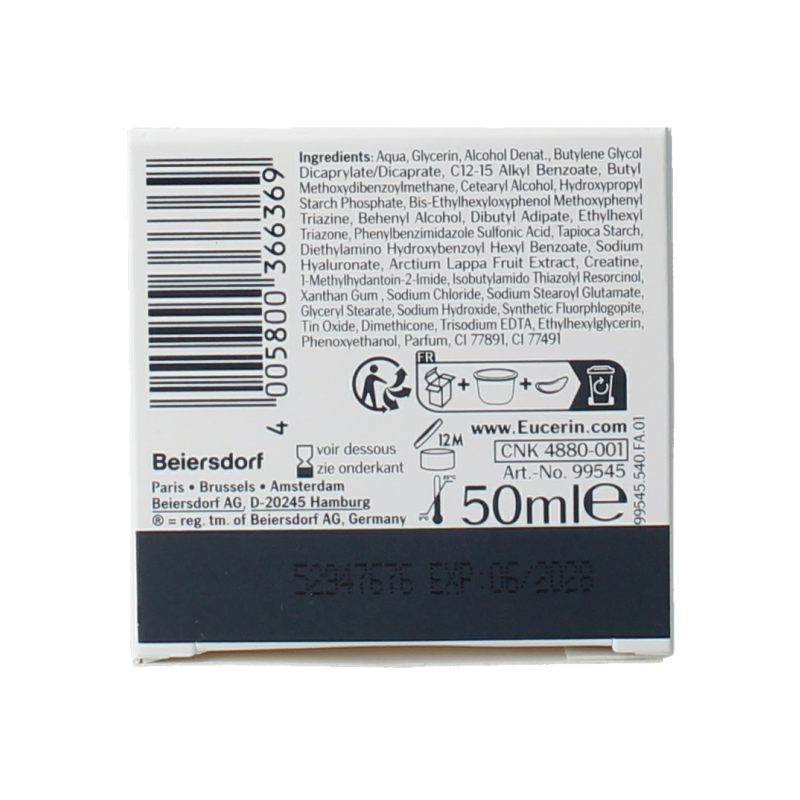 Ingredients: Aqua, Glycerin, Alcohol Denat., Butylene Glycol
Dicaprylate/Dicaprate, C12-15 Alkyl Benzoate, Butyl
Methoxydibenzoylmethane, Cetearyl Alcohol, Hydroxypropyl
Starch Phosphate, Bis-Ethylhexyloxyphenol Methoxyphenyl
Triazine, Behenyl Alcohol, Dibutyl Adipate, Ethylhexyl
Triazone, Phenylbenzimidazole Sulfonic Acid, Tapioca Starch,
Diethylamino Hydroxybenzoyl Hexyl Benzoate, Sodium
Hyaluronate, Arctium Lappa Fruit Extract, Creatine,
1-Methylhydantoin-2-Imide, Isobutylamido Thiazolyl Resorcinol,
Xanthan Gum , Sodium Chloride, Sodium Stearoyl Glutamate,
Glyceryl Stearate, Sodium Hydroxide, Synthetic Fluorphlogopite,
Tin Oxide, Dimethicone, Trisodium EDTA, Ethylhexylglycerin,
Phenoxyethanol, Parfum, CI 77891, CI 77491
4 005800 366369
FR
+ +
www.Eucerin.com
12M
CNK 4880-001
Art.-No. 99545
voir dessous
zie onderkant
Beiersdorf
Paris • Brussels • Amsterdam
Beiersdorf AG, D-20245 Hamburg
® = reg. tm. of Beiersdorf AG, Germany
50ml e
99545.540.FA.01
52947676 EXP:06/2028